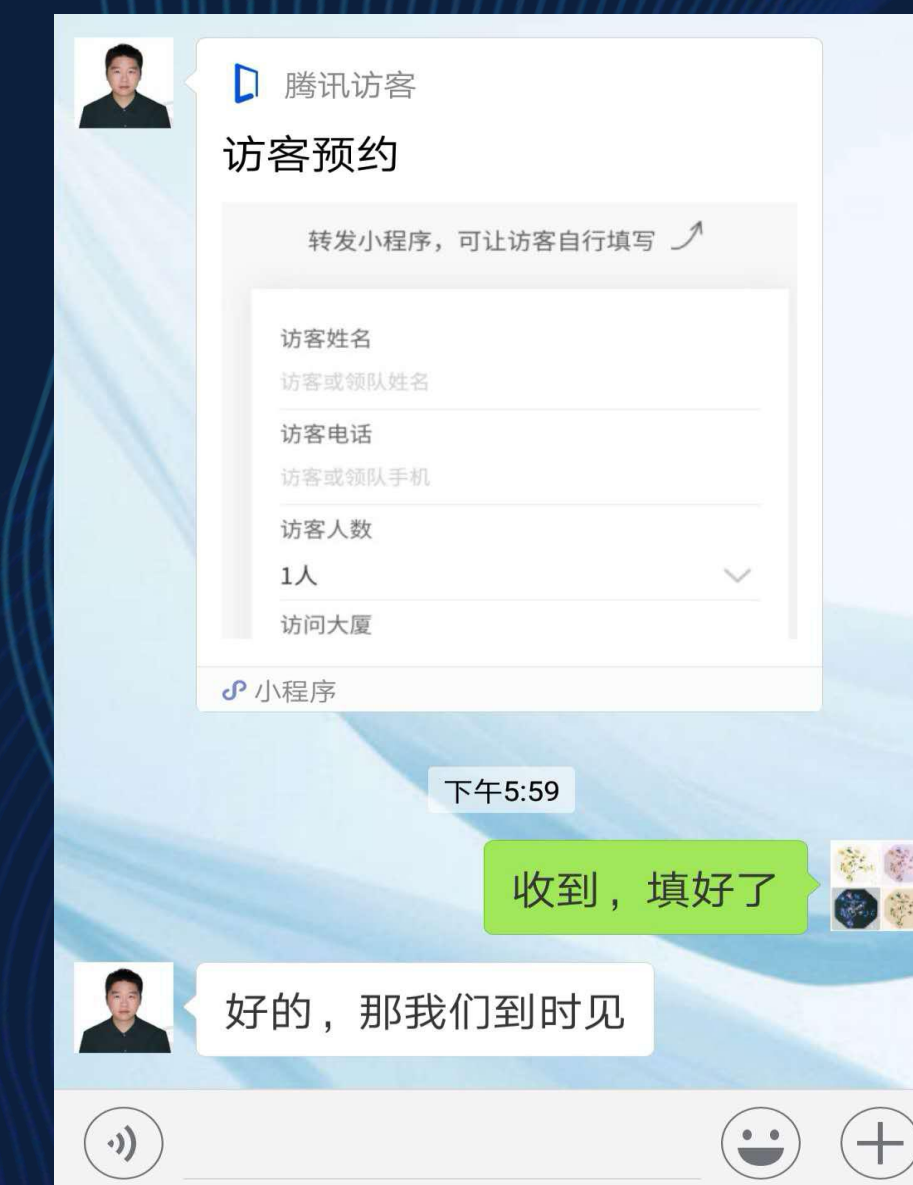 腾讯访客
访客预约
转发小程序，可让访客自行填写
访客姓名
访客或领队姓名
访客电话
访客或领队手机
访客人数
1人
访问大厦
小程序
下午5:59
收到，填好了
好的，那我们到时见